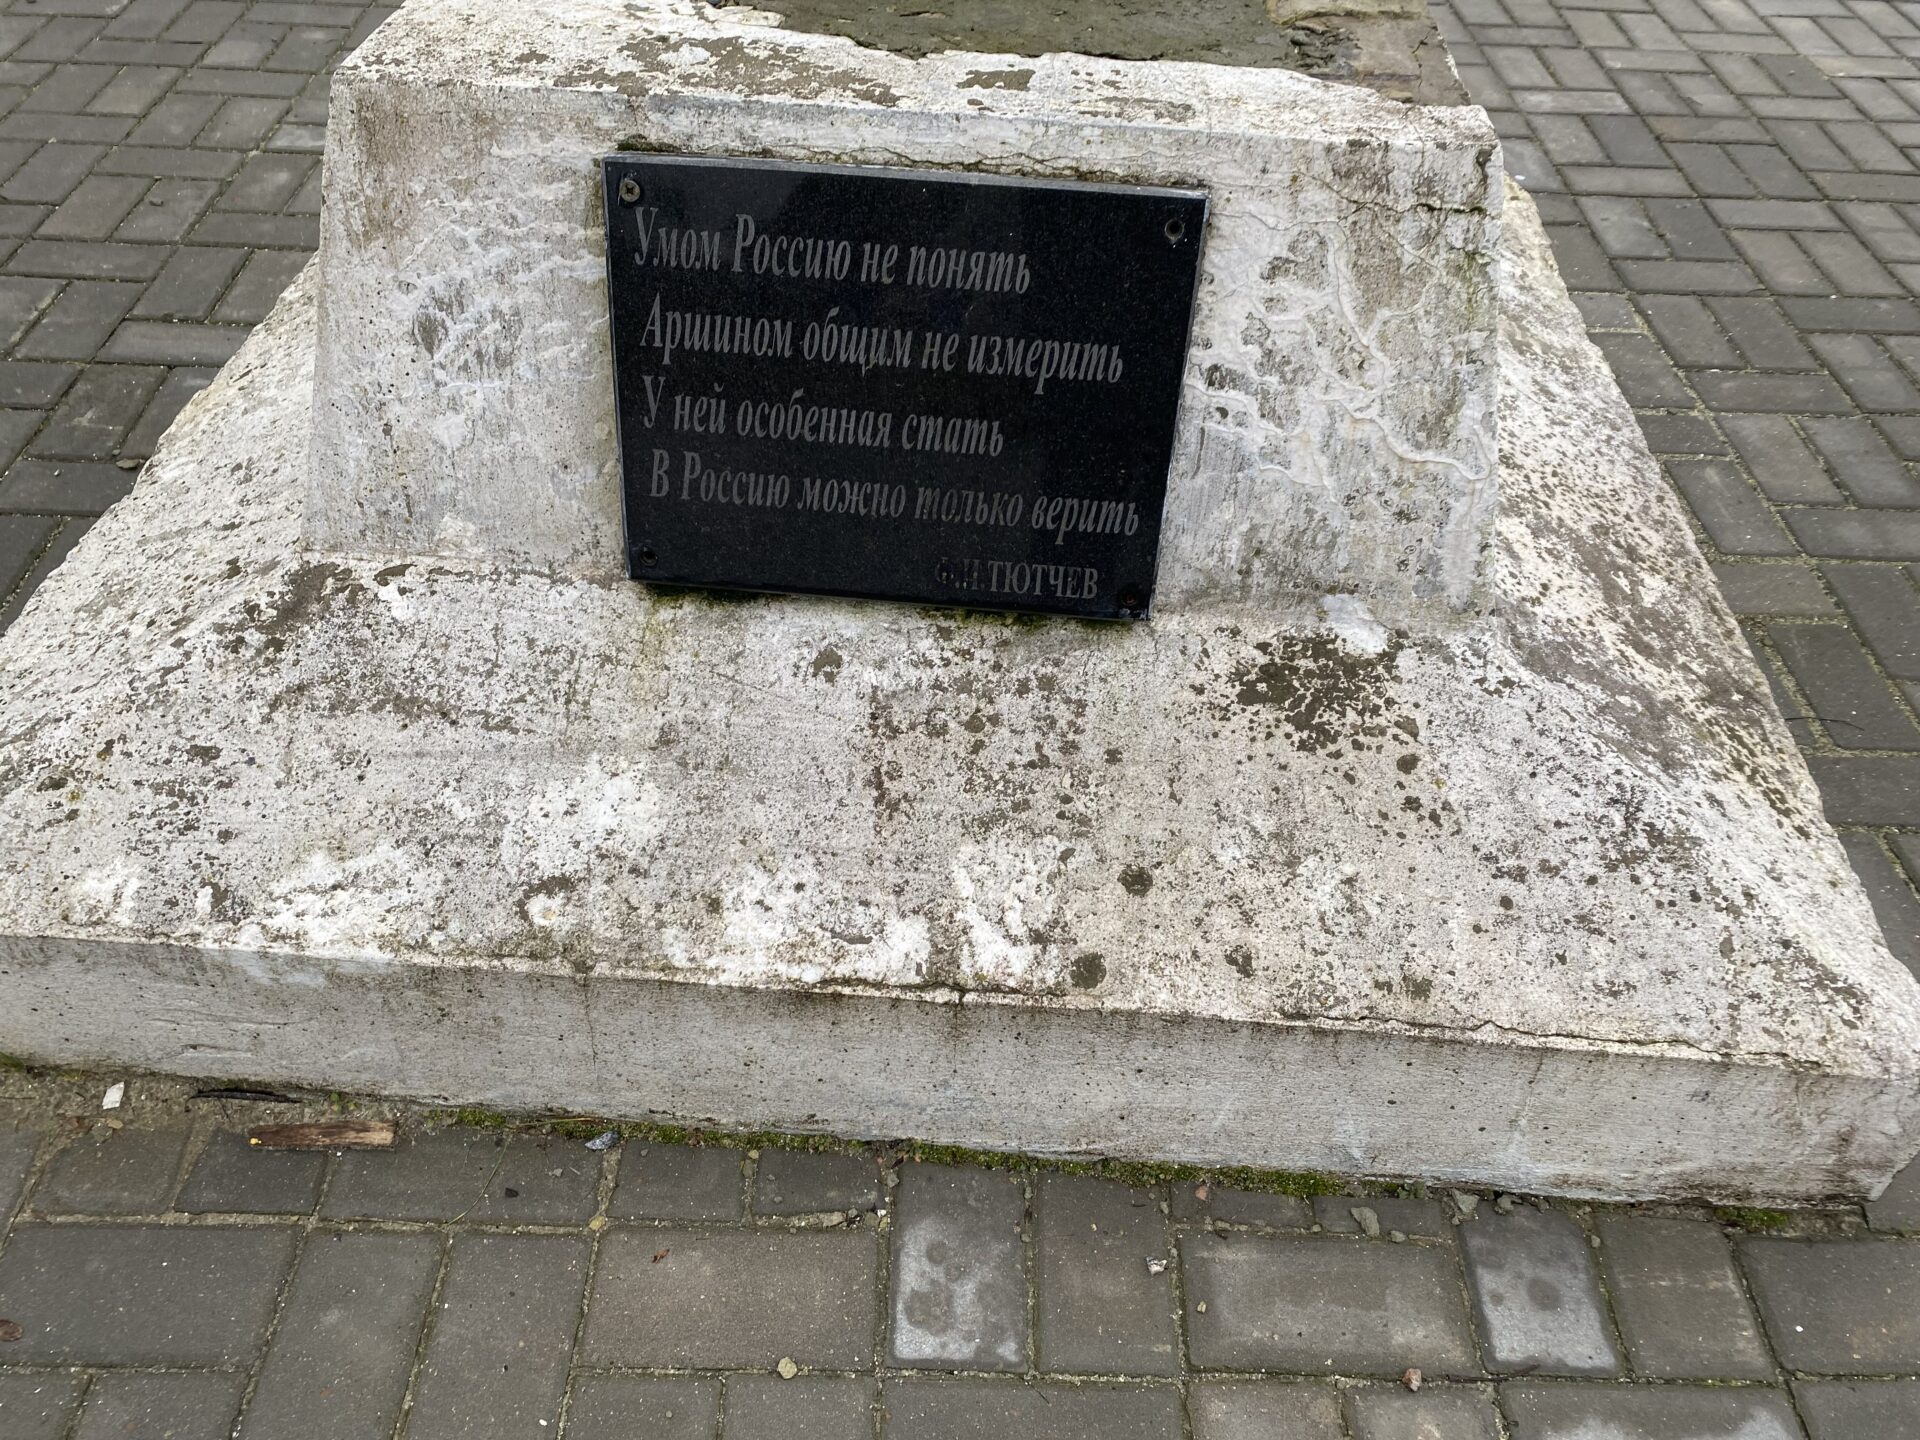 Умом Россию не понять
Аршином общим не измерить
У ней особенная стать
В Россию можно только верить
Ф.И.ТЮТЧЕВ